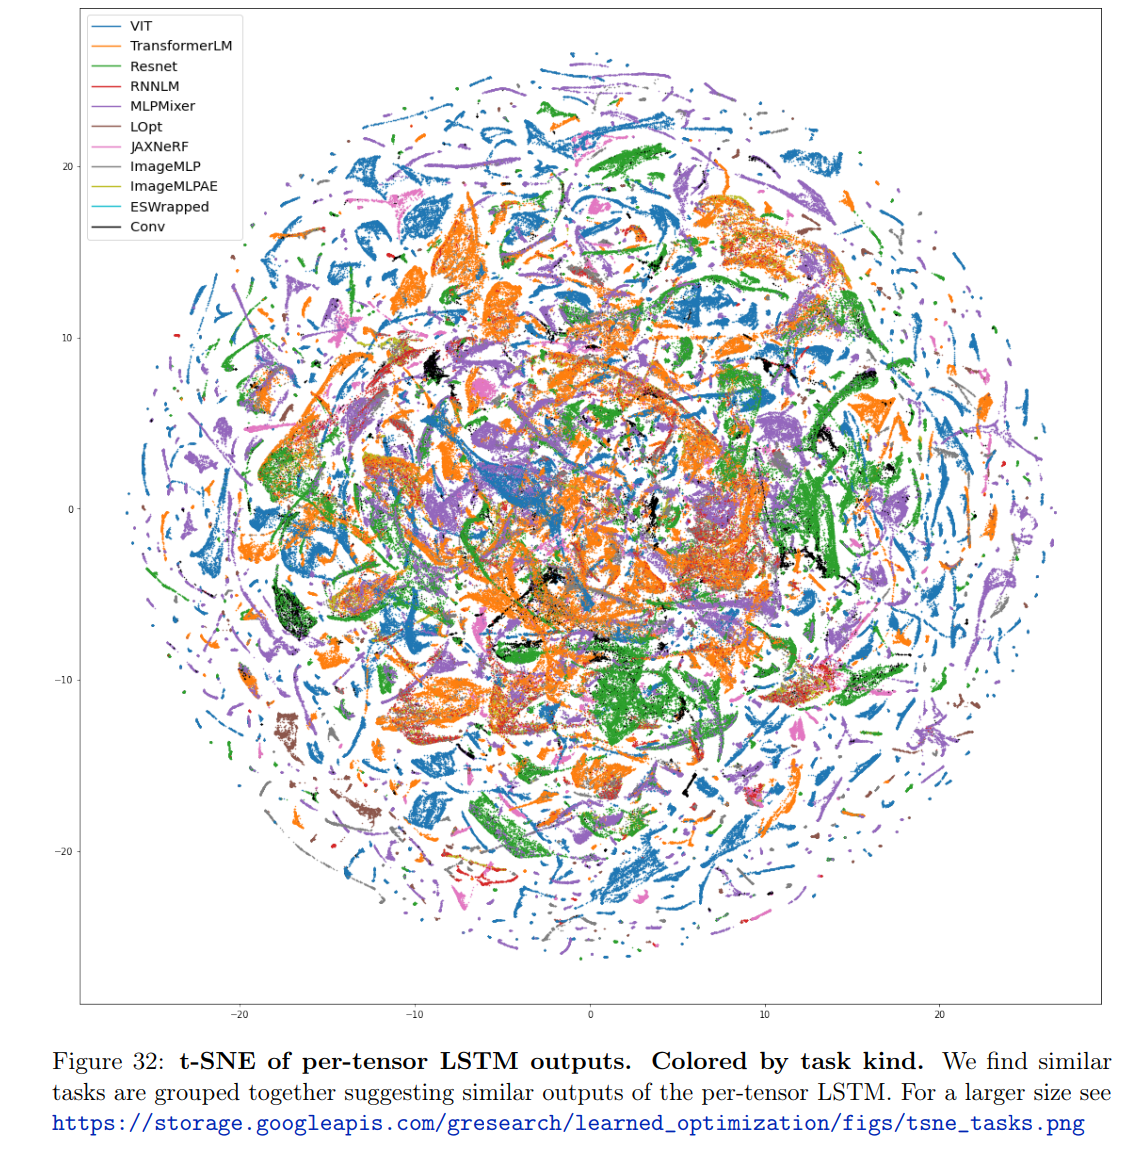 VIT
TransformerLM
Resnet
RNNLM
MLPMixer
LOpt
JAXNeRF
ImageMLP
ImageMLPAE
ESWrapped
Conv
20
10
0
−10
−20
−20
−10
0
10
20
Figure 32: t-SNE of per-tensor LSTM outputs. Colored by task kind. We find similar
tasks are grouped together suggesting similar outputs of the per-tensor LSTM. For a larger size see
https://storage.googleapis.com/gresearch/learned_optimization/figs/tsne_tasks.png